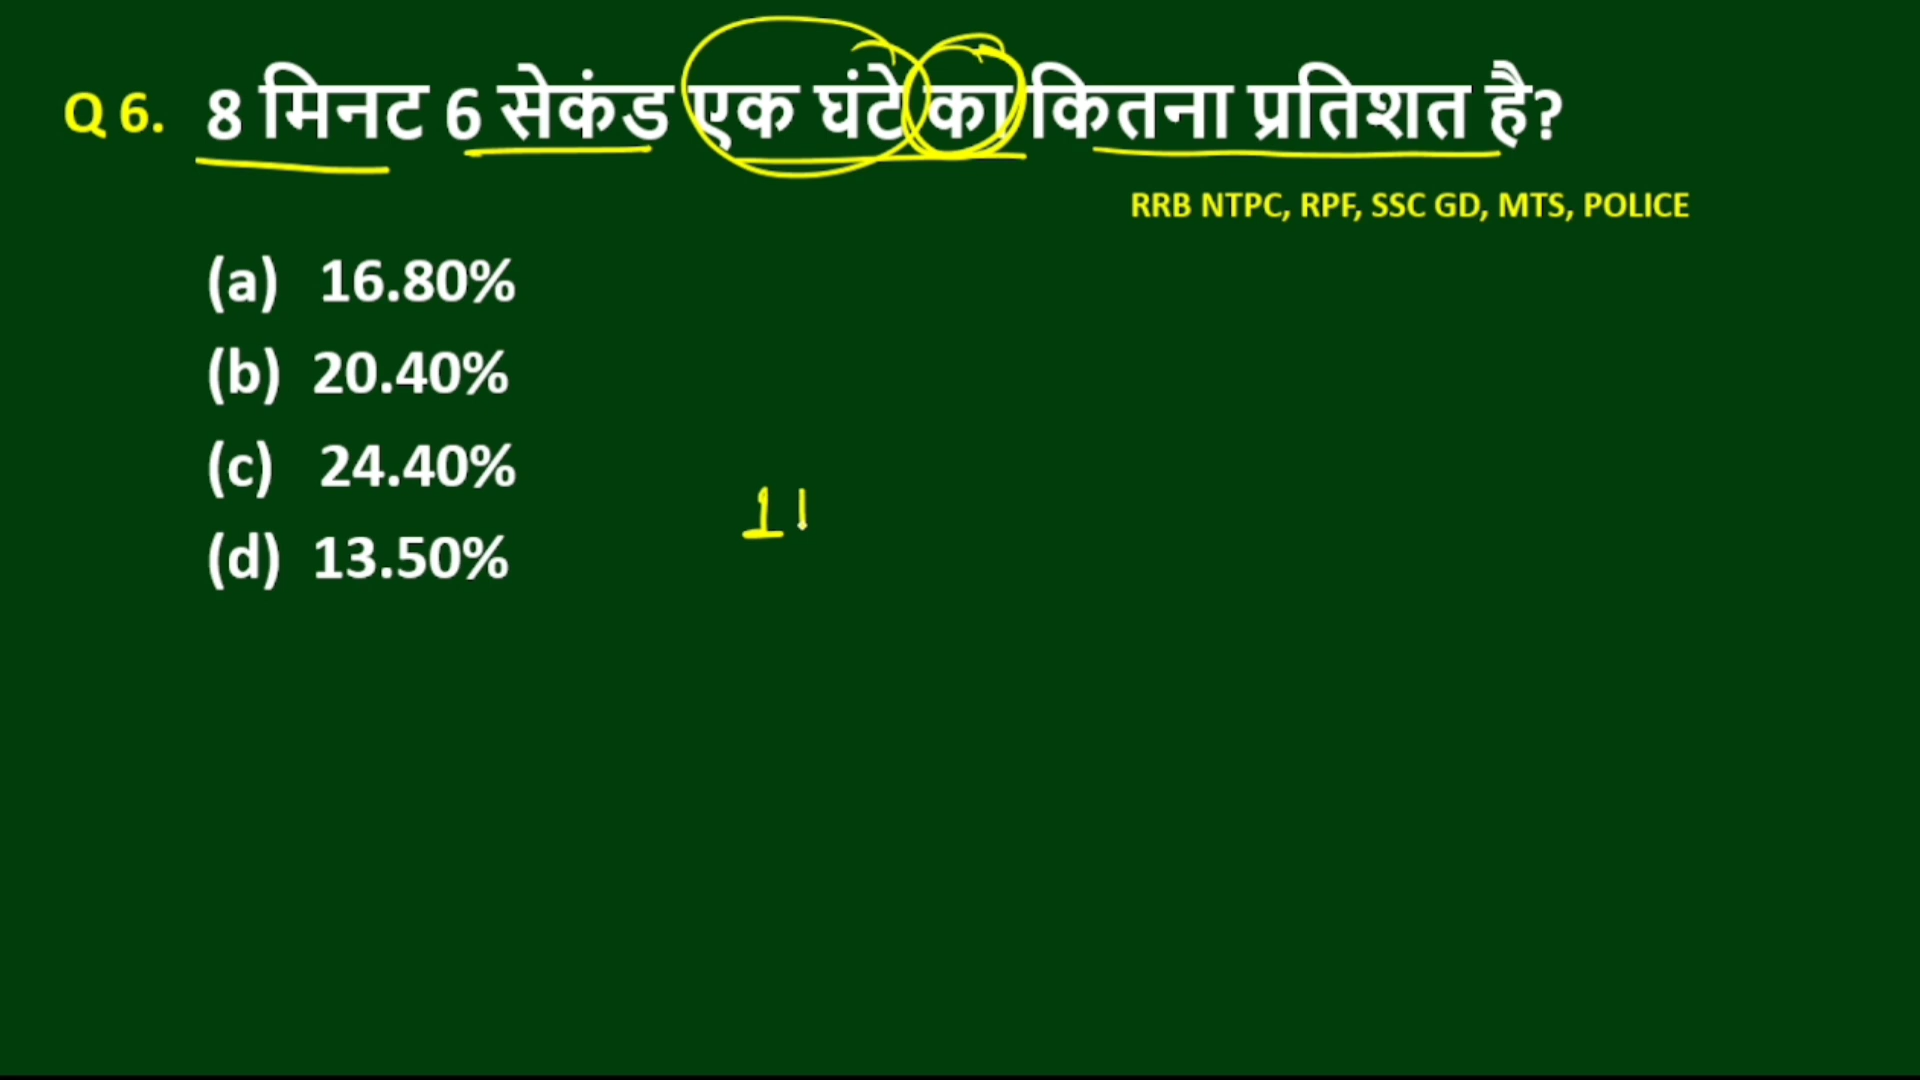 Q 6. 8 मिनट 6 सेकंड एक घंटे का कितना प्रतिशत है?
RRB NTPC, RPF, SSC GD, MTS, POLICE
(a) 16.80%
(b) 20.40%
(c) 24.40%
(d) 13.50%
1